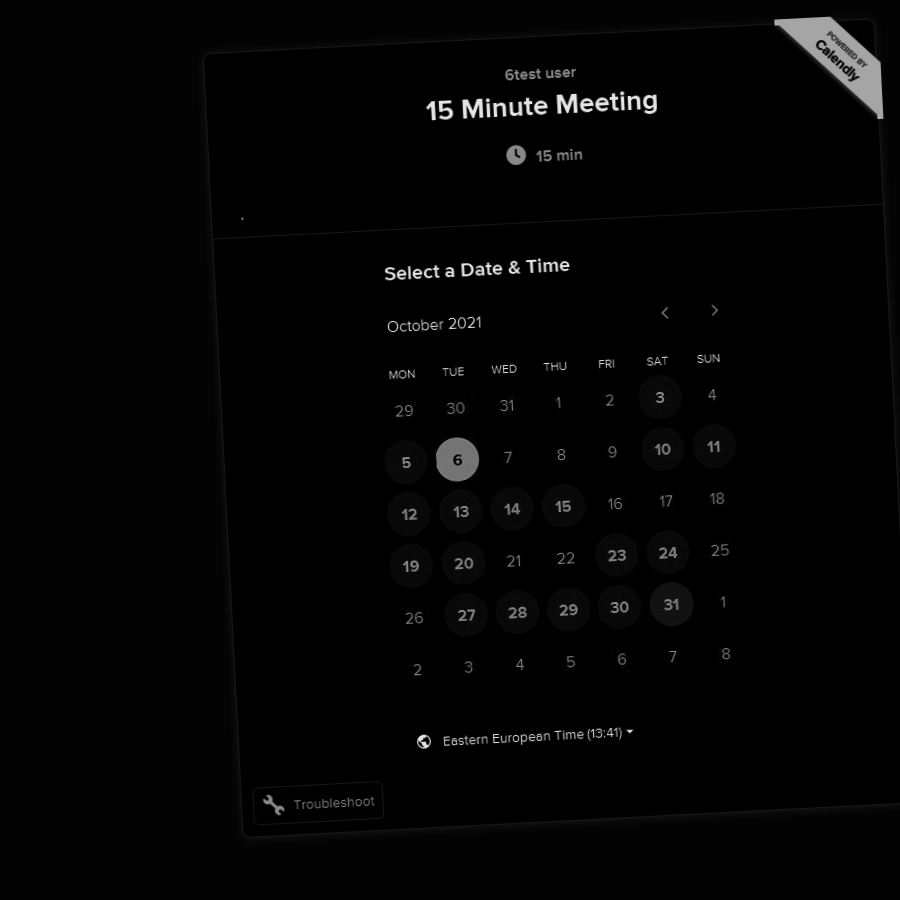 POWERED BY
Calendly
6test user
15 Minute Meeting
15 min
Select a Date & Time
October 2021
MON TUE WED THU FRI SAT SUN
29 30 31 1 2 3 4
5 6 7 8 9 10 11
12 13 14 15 16 17 18
19 20 21 22 23 24 25
26 27 28 29 30 31 1
2 3 4 5 6 7 8
Eastern European Time (13:41)
Troubleshoot